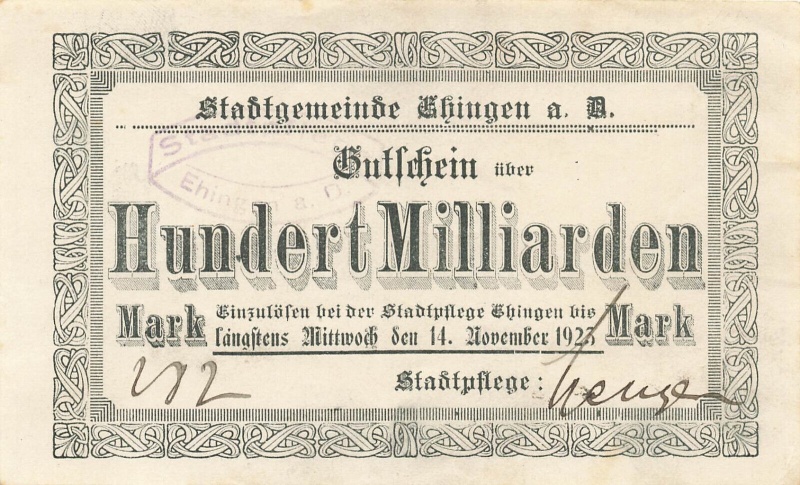 Stadtgemeinde Ehingen a. D.
Gutschein über
Hundert Milliarden
Mark Einzulösen bei der Stadtpflege Ehingen bis Mark
längstens Mittwoch den 14. November 1923
Stadtpflege:
Ehingen a. D.